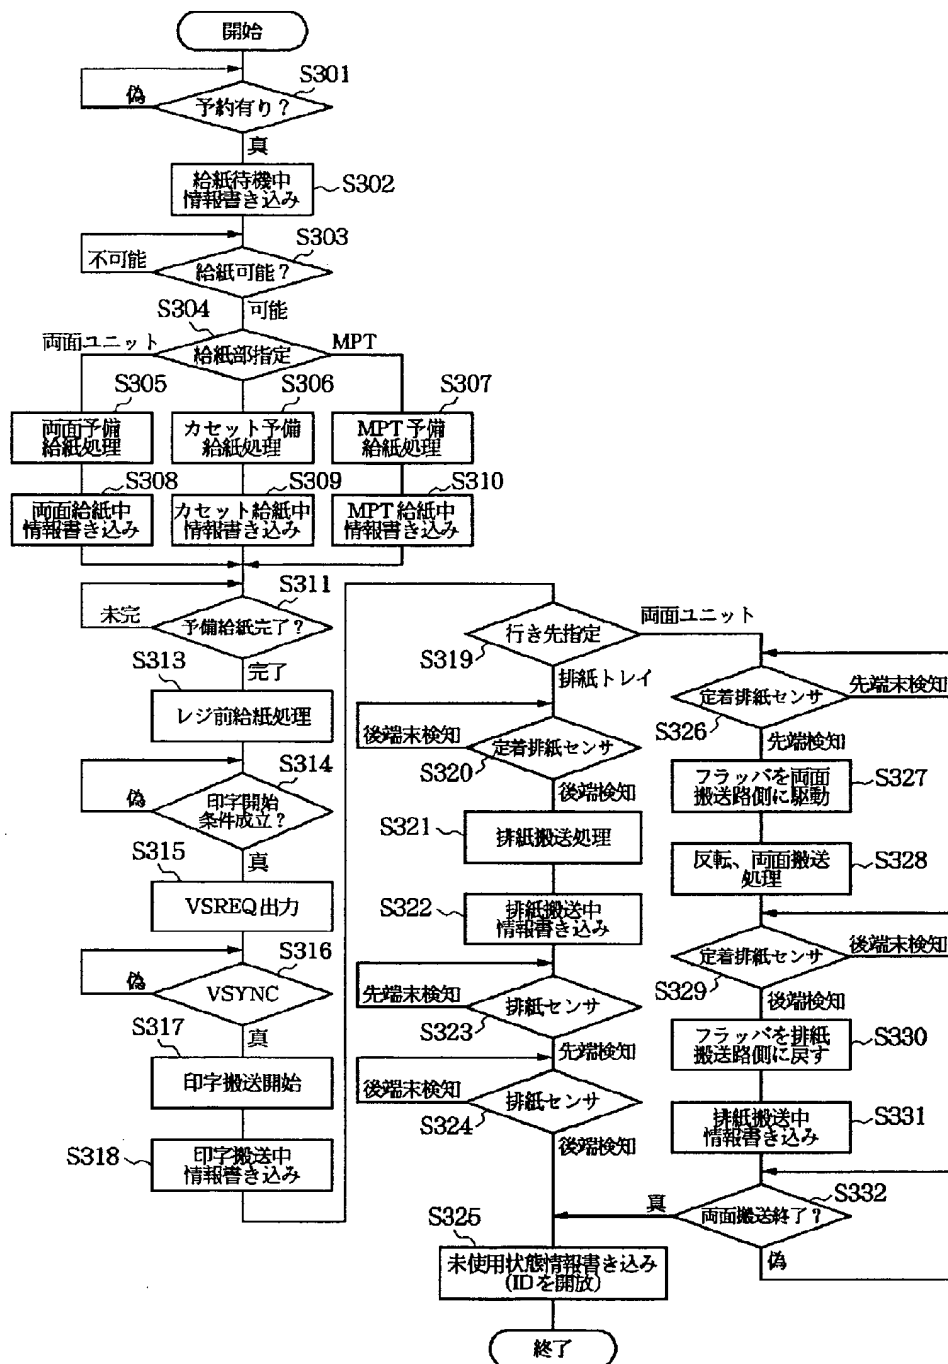 開始
S301
予約有り?
偽
真
給紙待機中
情報書き込み
S302
S303
不可能
給紙可能?
可能
S304
両面ユニット
給紙部指定
MPT
S305
両面予備
給紙処理
S306
カセット予備
給紙処理
S307
MPT予備
給紙処理
S308
両面給紙中
情報書き込み
S309
カセット給紙中
情報書き込み
S310
MPT給紙中
情報書き込み
S311
未完
予備給紙完了?
完了
S313
レジ前給紙処理
S314
偽
印字開始
条件成立?
真
S315
VSREQ出力
S316
偽
VSYNC
真
S317
印字搬送開始
S318
印字搬送中
情報書き込み
行き先指定
S319
両面ユニット
排紙トレイ
後端未検知
定着排紙センサ
S320
後端検知
S321
排紙搬送処理
S322
排紙搬送中
情報書き込み
先端未検知
排紙センサ
S323
先端検知
後端未検知
排紙センサ
S324
後端検知
S325
未使用状態情報書き込み
(IDを開放)
終了
定着排紙センサ
先端未検知
S326
先端検知
フラッパを両面
搬送路側に駆動
S327
反転、両面搬送
処理
S328
定着排紙センサ
後端未検知
S329
後端検知
フラッパを排紙
搬送路側に戻す
S330
排紙搬送中
情報書き込み
S331
S332
真
両面搬送終了?
偽